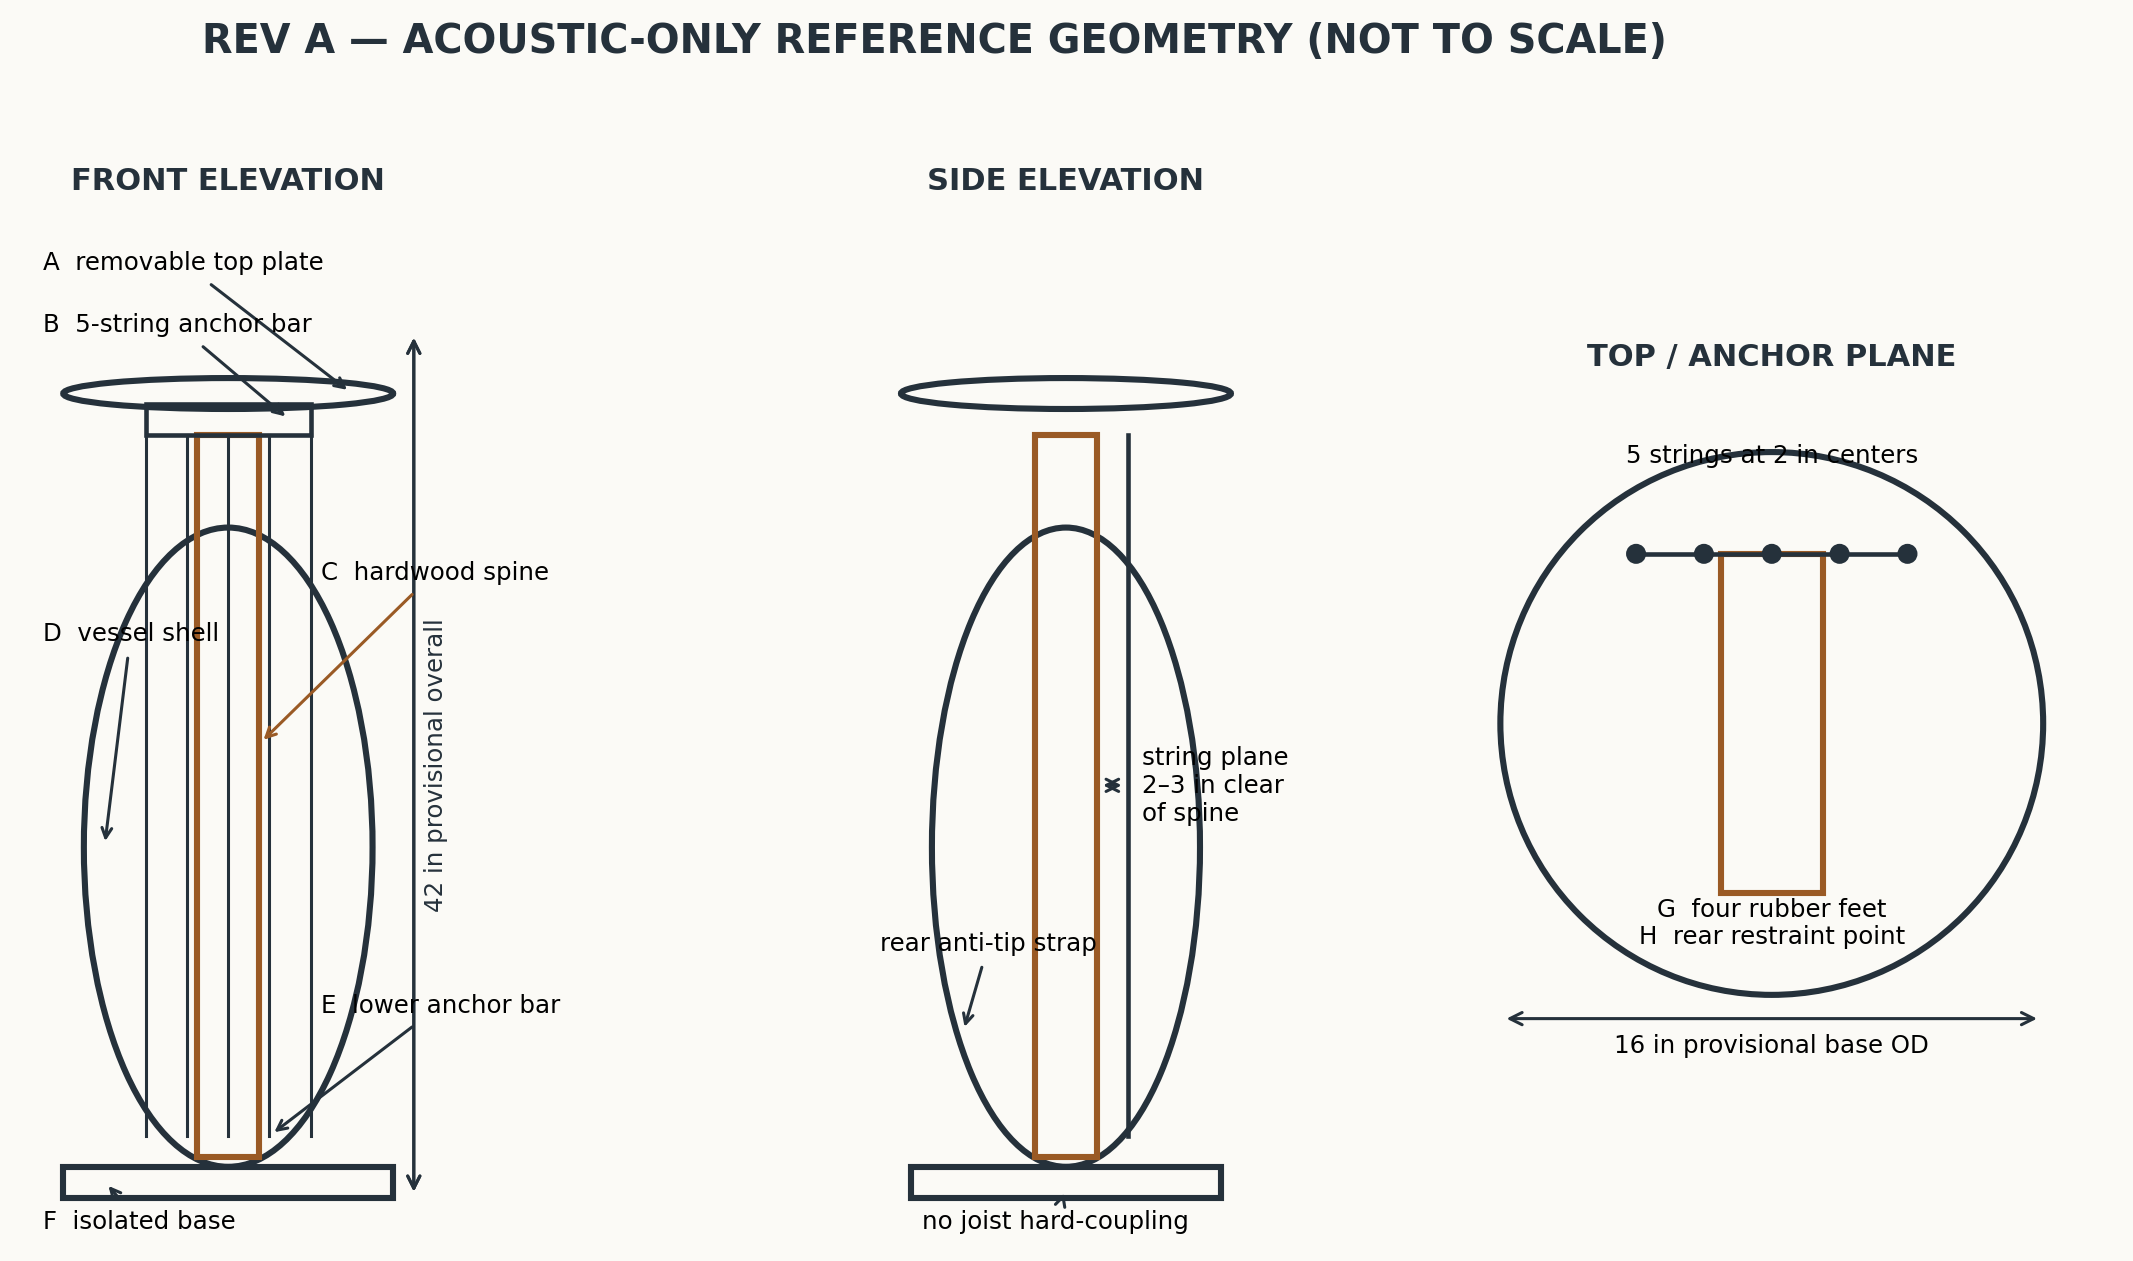 REV A — ACOUSTIC-ONLY REFERENCE GEOMETRY (NOT TO SCALE)
FRONT ELEVATION
A  removable top plate
B  5-string anchor bar
C  hardwood spine
D  vessel shell
42 in provisional overall
E  lower anchor bar
F  isolated base
SIDE ELEVATION
string plane
2–3 in clear
of spine
rear anti-tip strap
no joist hard-coupling
TOP / ANCHOR PLANE
5 strings at 2 in centers
G  four rubber feet
H  rear restraint point
16 in provisional base OD